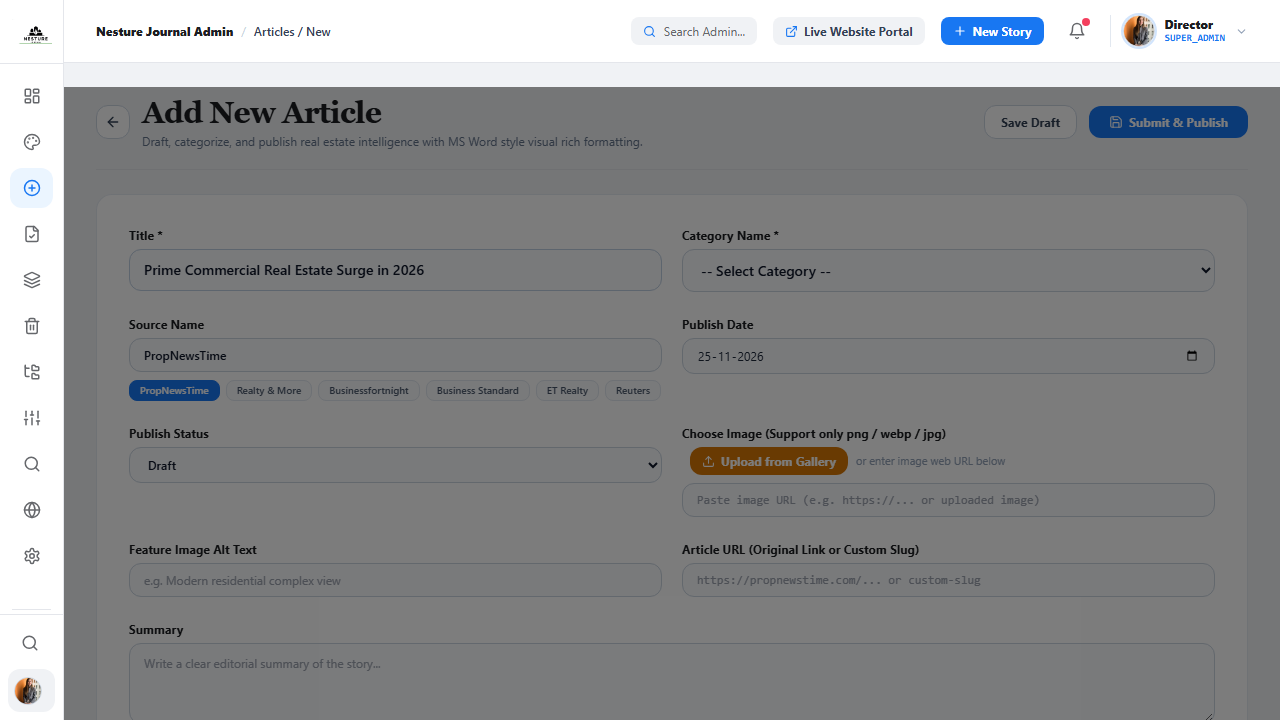 NESTURE
Nesture Journal Admin / Articles / New
Search Admin...
Live Website Portal
+ New Story
Director
SUPER_ADMIN
Add New Article
Draft, categorize, and publish real estate intelligence with MS Word style visual rich formatting.
Save Draft
Submit & Publish
Title *
Prime Commercial Real Estate Surge in 2026
Category Name *
-- Select Category --
Source Name
PropNewsTime
PropNewsTime Realty & More Businessfortnight Business Standard ET Realty Reuters
Publish Date
25-11-2026
Publish Status
Draft
Choose Image (Support only png / webp / jpg)
Upload from Gallery or enter image web URL below
Paste image URL (e.g. https://... or uploaded image)
Feature Image Alt Text
e.g. Modern residential complex view
Article URL (Original Link or Custom Slug)
https://propnewstime.com/... or custom-slug
Summary
Write a clear editorial summary of the story...